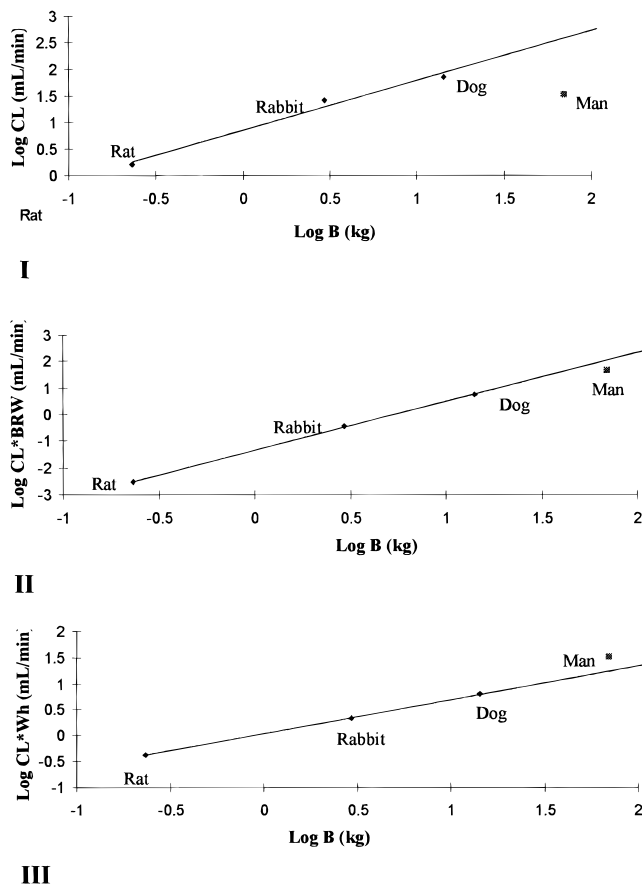 3
2.5
2
1.5
1
0.5
0
Log CL (mL/min)
Rat
Rabbit
Dog
Man
-1 -0.5 0 0.5 1 1.5 2
Rat
Log B (kg)
I
3
2
1
0
-1
-2
-3
Log CL*BRW (mL/min)
Rat
Rabbit
Dog
Man
-1 -0.5 0 0.5 1 1.5 2
Log B (kg)
II
2
1.5
1
0.5
0
-0.5
-1
Log CL*Wh (mL/min)
Man
Dog
Rabbit
Rat
-1 -0.5 0 0.5 1 1.5 2
Log B (kg)
III